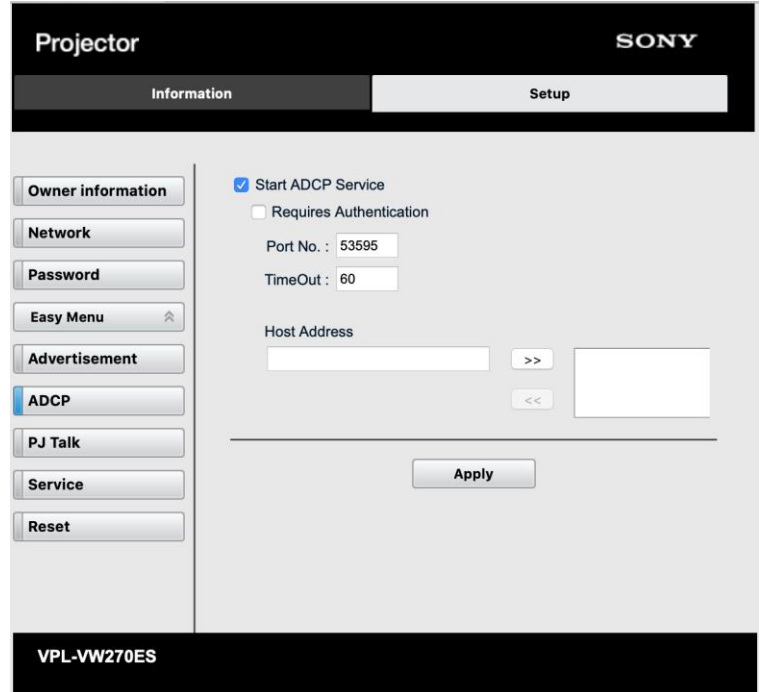 Projector
SONY
Information
Setup
Owner information
Network
Password
Easy Menu
Advertisement
ADCP
PJ Talk
Service
Reset
Start ADCP Service
Requires Authentication
Port No. : 53595
TimeOut : 60
Host Address
>>
<<
Apply
VPL-VW270ES